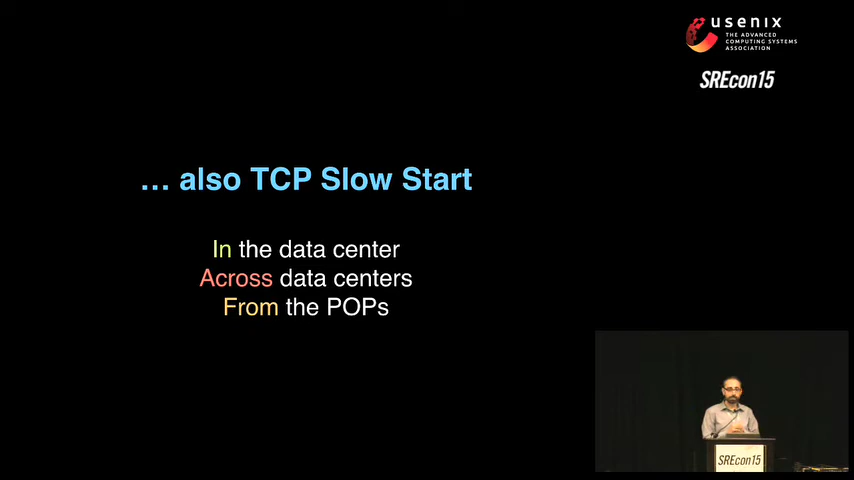 usenix
THE ADVANCED
COMPUTING SYSTEMS
ASSOCIATION
SREcon15
... also TCP Slow Start
In the data center
Across data centers
From the POPs
SREcon15